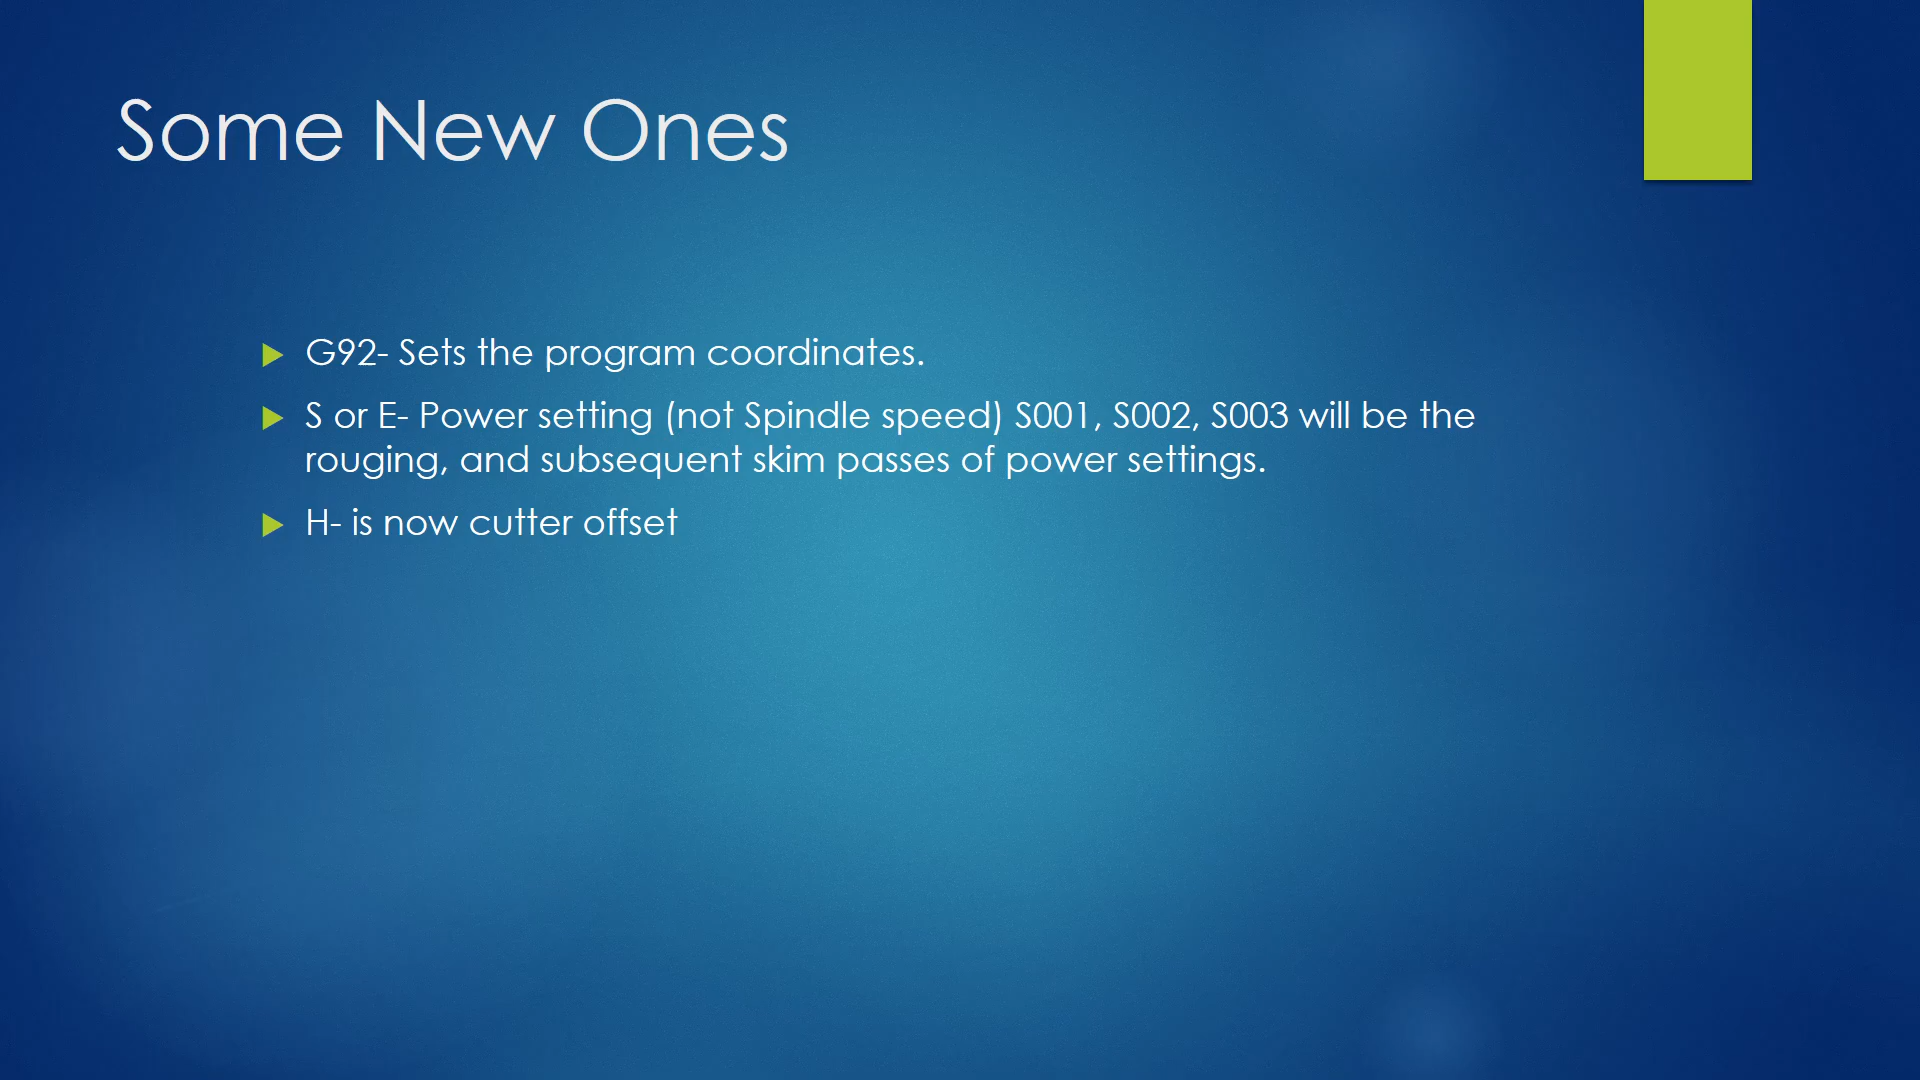 Some New Ones
G92- Sets the program coordinates.
S or E- Power setting (not Spindle speed) S001, S002, S003 will be the
rouging, and subsequent skim passes of power settings.
H- is now cutter offset